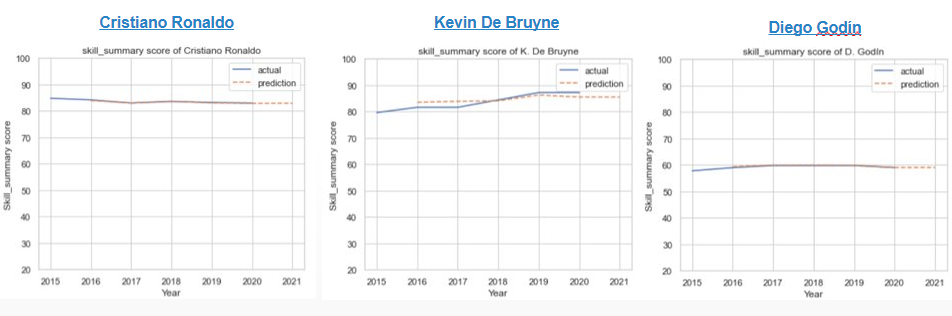 Cristiano Ronaldo
skill_summary score of Cristiano Ronaldo
actual
prediction
Skill_summary score
100
90
80
70
60
50
40
30
20
2015 2016 2017 2018 2019 2020 2021
Year
Kevin De Bruyne
skill_summary score of K. De Bruyne
actual
prediction
Skill_summary score
100
90
80
70
60
50
40
30
20
2015 2016 2017 2018 2019 2020 2021
Year
Diego Godín
skill_summary score of D. Godín
actual
prediction
Skill_summary score
100
90
80
70
60
50
40
30
20
2015 2016 2017 2018 2019 2020 2021
Year